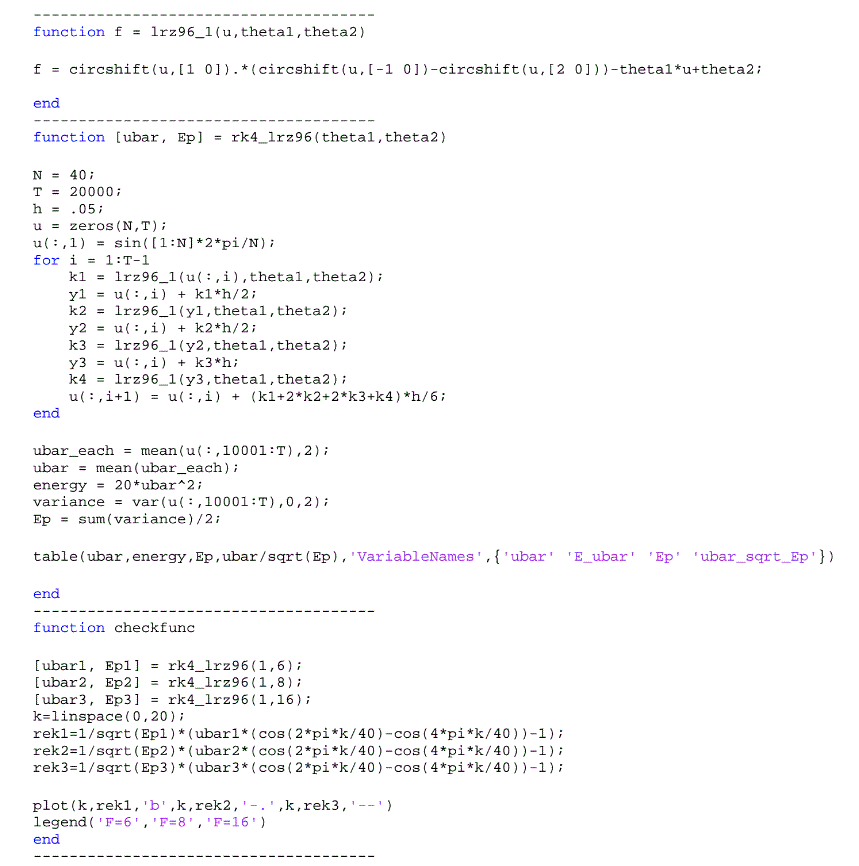 --------------------------------------
function f = lrz96_l(u,theta1,theta2)
f = circshift(u,[1 0]).*(circshift(u,[-1 0])-circshift(u,[2 0]))-theta1*u+theta2;
end
--------------------------------------
function [ubar, Ep] = rk4_lrz96(theta1,theta2)
N = 40;
T = 20000;
h = .05;
u = zeros(N,T);
u(:,1) = sin([1:N]*2*pi/N);
for i = 1:T-1
    k1 = lrz96_l(u(:,i),theta1,theta2);
    y1 = u(:,i) + k1*h/2;
    k2 = lrz96_l(y1,theta1,theta2);
    y2 = u(:,i) + k2*h/2;
    k3 = lrz96_l(y2,theta1,theta2);
    y3 = u(:,i) + k3*h;
    k4 = lrz96_l(y3,theta1,theta2);
    u(:,i+1) = u(:,i) + (k1+2*k2+2*k3+k4)*h/6;
end
ubar_each = mean(u(:,10001:T),2);
ubar = mean(ubar_each);
energy = 20*ubar^2;
variance = var(u(:,10001:T),0,2);
Ep = sum(variance)/2;
table(ubar,energy,Ep,ubar/sqrt(Ep),'VariableNames',{'ubar' 'E_ubar' 'Ep' 'ubar_sqrt_Ep'})
end
--------------------------------------
function checkfunc
[ubar1, Ep1] = rk4_lrz96(1,6);
[ubar2, Ep2] = rk4_lrz96(1,8);
[ubar3, Ep3] = rk4_lrz96(1,16);
k=linspace(0,20);
rek1=1/sqrt(Ep1)*(ubar1*(cos(2*pi*k/40)-cos(4*pi*k/40))-1);
rek2=1/sqrt(Ep2)*(ubar2*(cos(2*pi*k/40)-cos(4*pi*k/40))-1);
rek3=1/sqrt(Ep3)*(ubar3*(cos(2*pi*k/40)-cos(4*pi*k/40))-1);
plot(k,rek1,'b',k,rek2,'-.',k,rek3,'--')
legend('F=6','F=8','F=16')
end
--------------------------------------